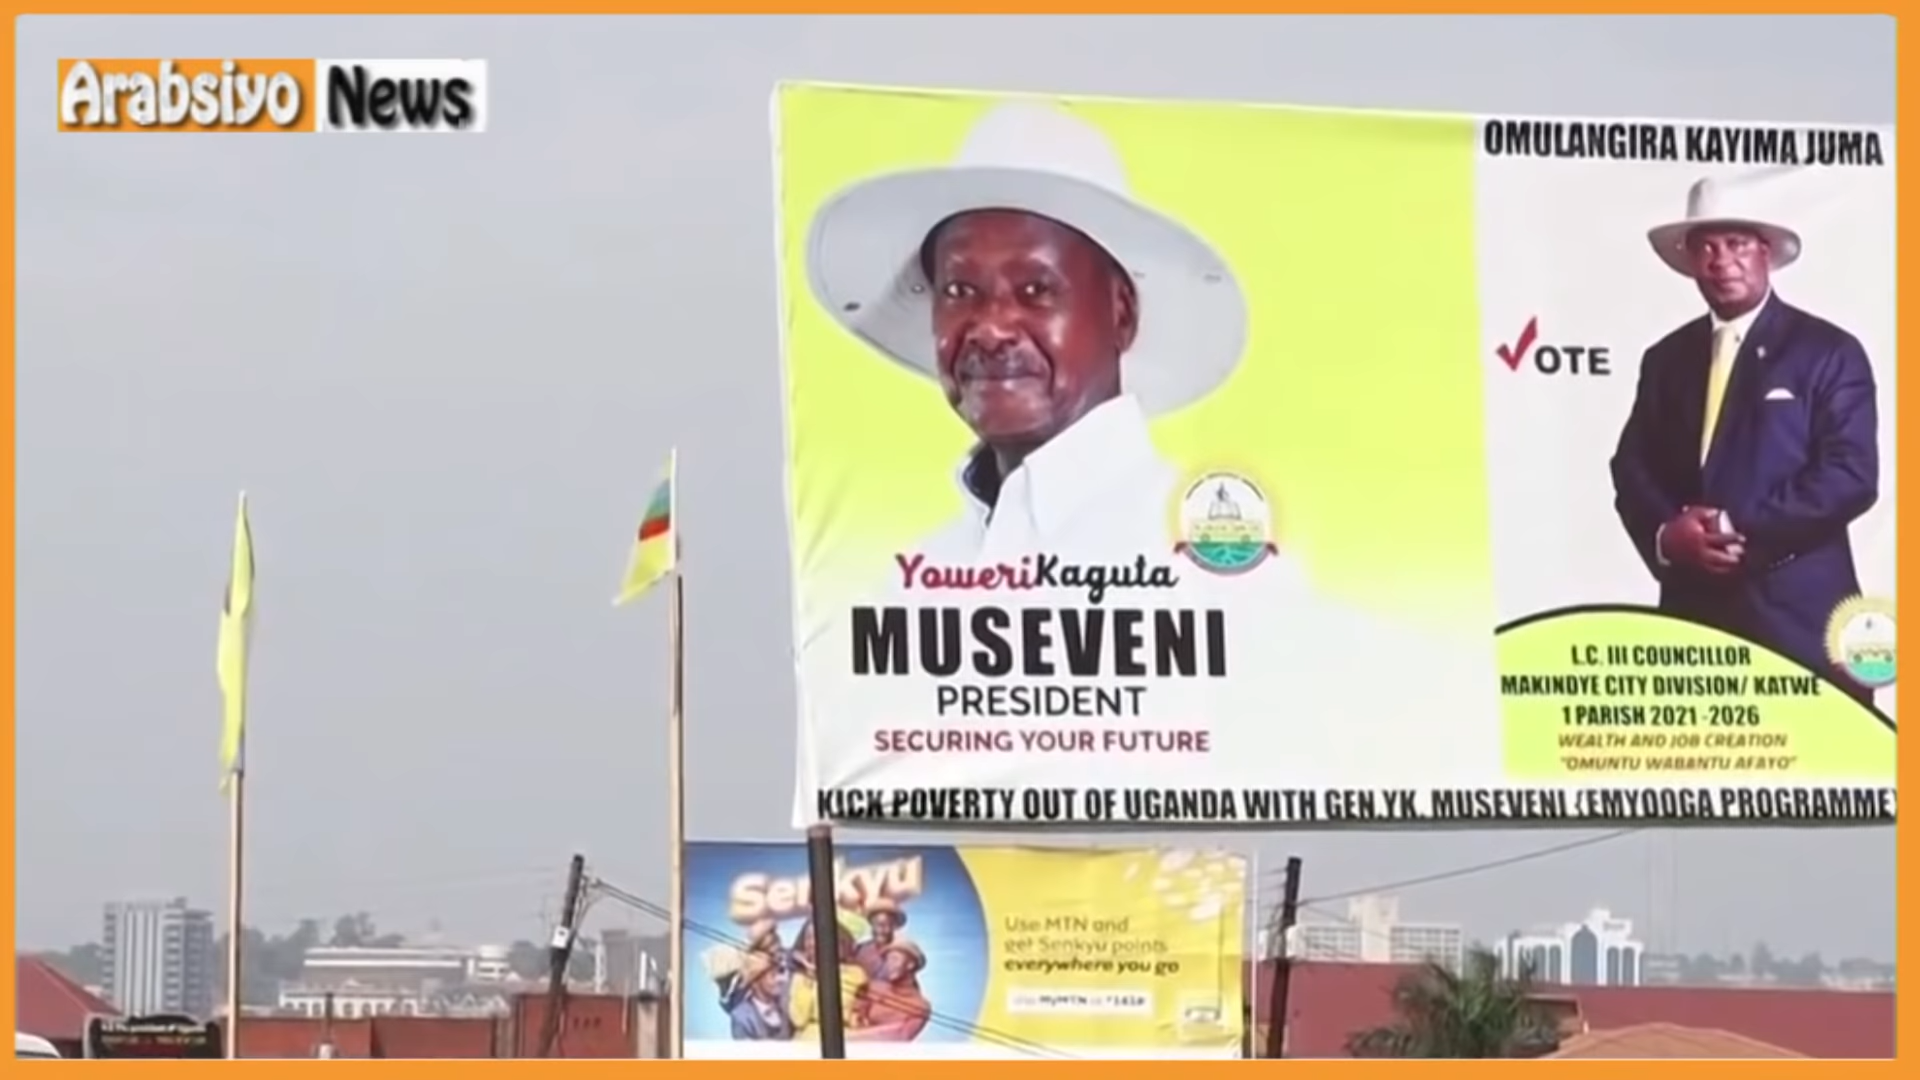 Arabsiyo News
OMULANGIRA KAYIMA JUMA
VOTE
YoweriKaguta
MUSEVENI
PRESIDENT
SECURING YOUR FUTURE
L.C. III COUNCILLOR
MAKINDYE CITY DIVISION/ KATWE
1 PARISH 2021-2026
WEALTH AND JOB CREATION
"OMUNTU WABANTU AFAYO"
KICK POVERTY OUT OF UGANDA WITH GEN.YK. MUSEVENI {EMYOOGA PROGRAMME}
Senkyu
Use MTN and
get Senkyu points
everywhere you go